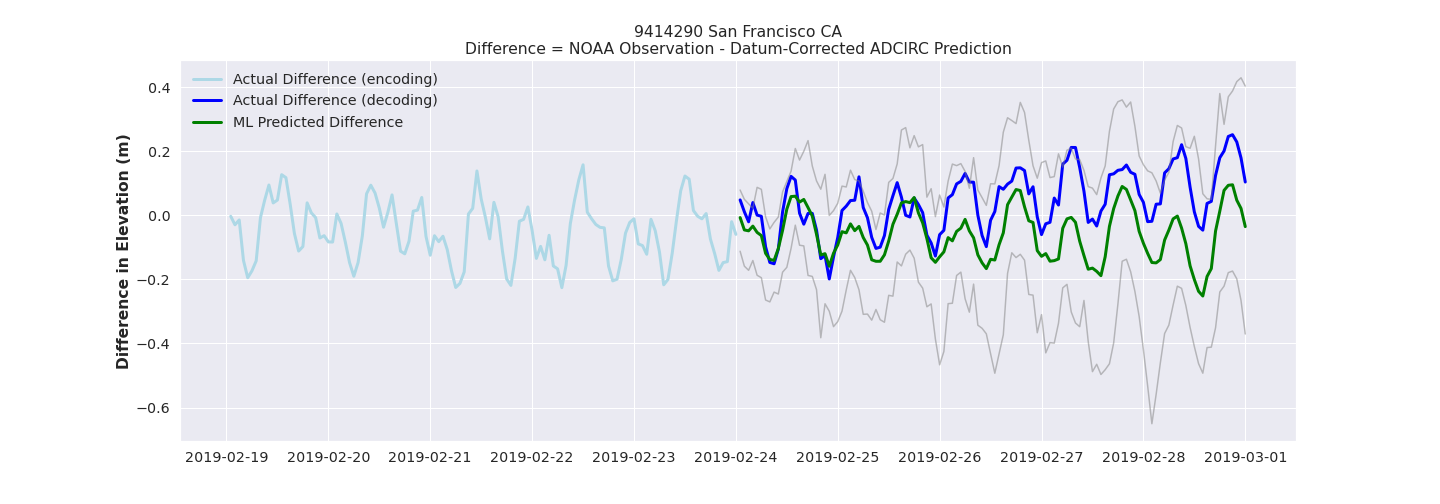 9414290 San Francisco CA
Difference = NOAA Observation - Datum-Corrected ADCIRC Prediction
Actual Difference (encoding)
Actual Difference (decoding)
ML Predicted Difference
Difference in Elevation (m)
0.4
0.2
0.0
−0.2
−0.4
−0.6
2019-02-19 2019-02-20 2019-02-21 2019-02-22 2019-02-23 2019-02-24 2019-02-25 2019-02-26 2019-02-27 2019-02-28 2019-03-01